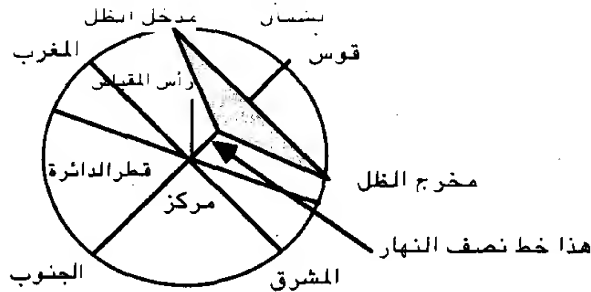 مدخل الظل
المغرب
قوس
رأس المقياس
قطر الدائرة
مركز
مخرج الظل
هذا خط نصف النهار
الجنوب
المشرق